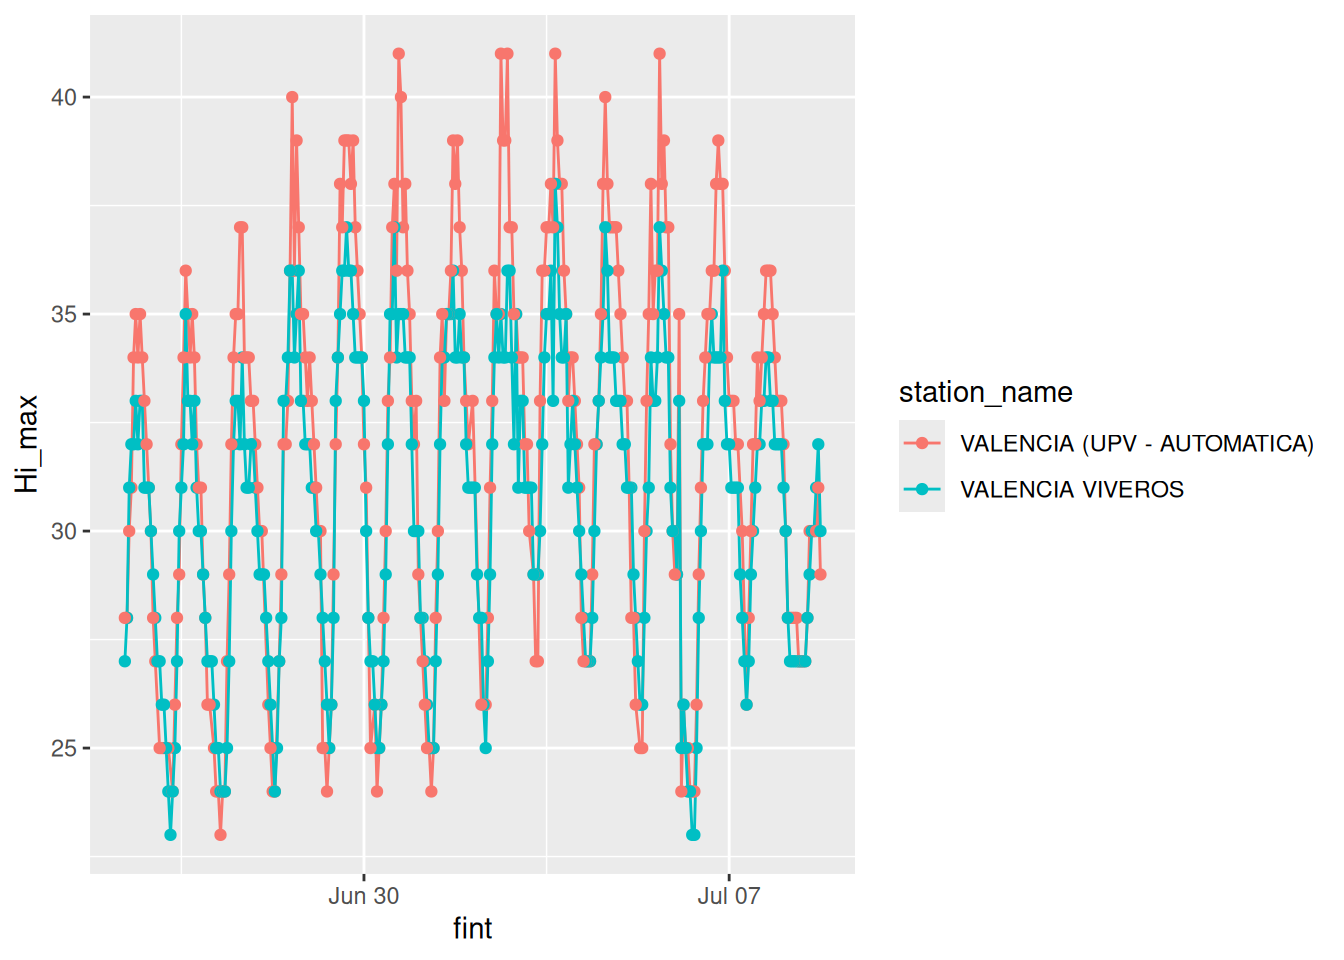 40
35
30
25
Hi_max
Jun 30
Jul 07
fint
station_name
VALENCIA (UPV - AUTOMATICA)
VALENCIA VIVEROS